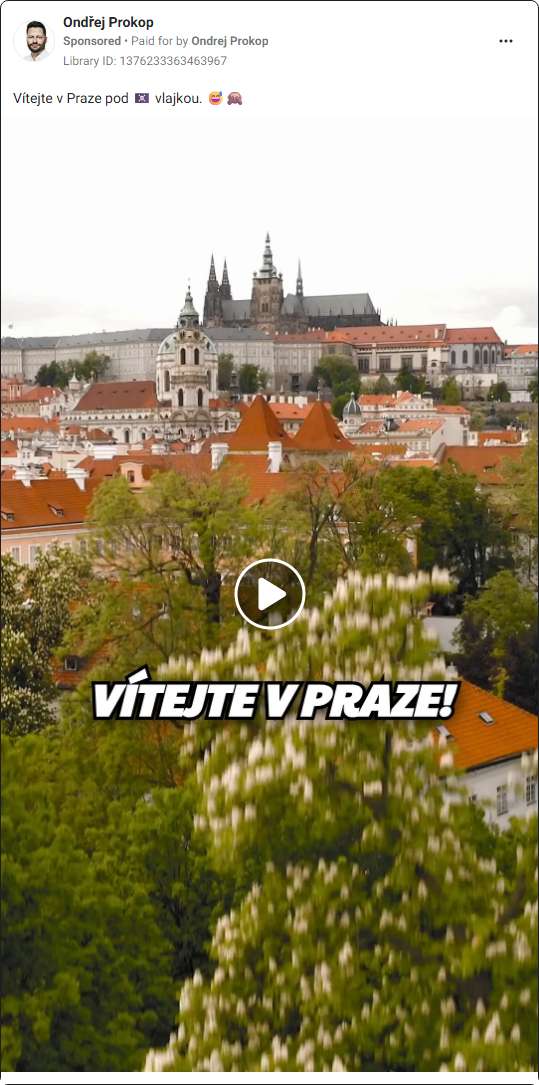 Ondřej Prokop
Sponsored • Paid for by Ondrej Prokop
Library ID: 1376233363463967
Vítejte v Praze pod 🏴‍☠️ vlajkou. 😅 🙈
VÍTEJTE V PRAZE!